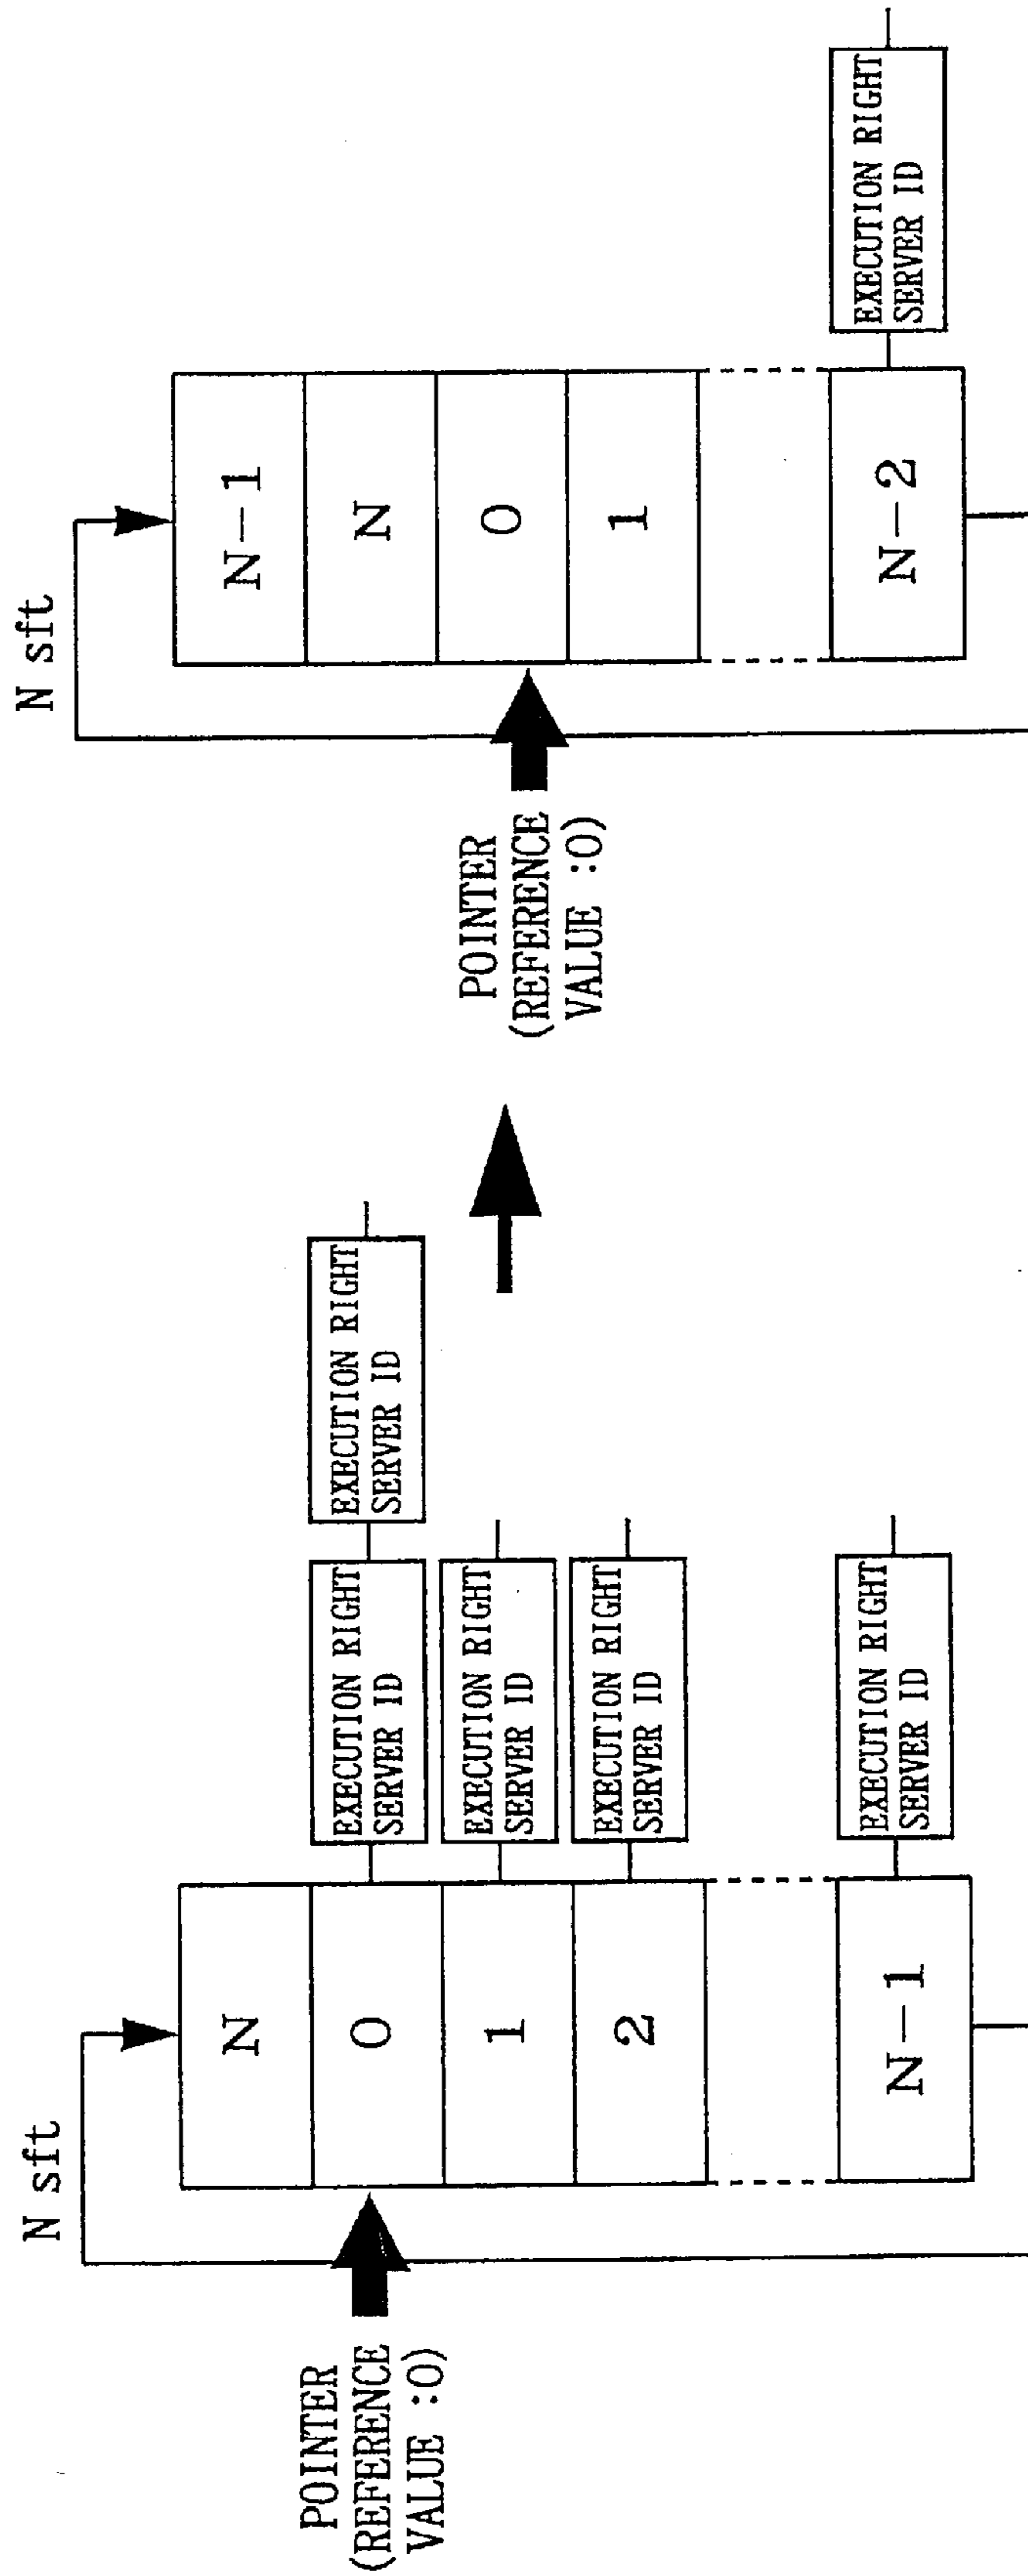 N sft
POINTER
(REFERENCE
VALUE :0)
N
0
1
2
N-1
EXECUTION RIGHT
SERVER ID
EXECUTION RIGHT
SERVER ID
EXECUTION RIGHT
SERVER ID
EXECUTION RIGHT
SERVER ID
EXECUTION RIGHT
SERVER ID
N sft
POINTER
(REFERENCE
VALUE :0)
N-1
N
0
1
N-2
EXECUTION RIGHT
SERVER ID